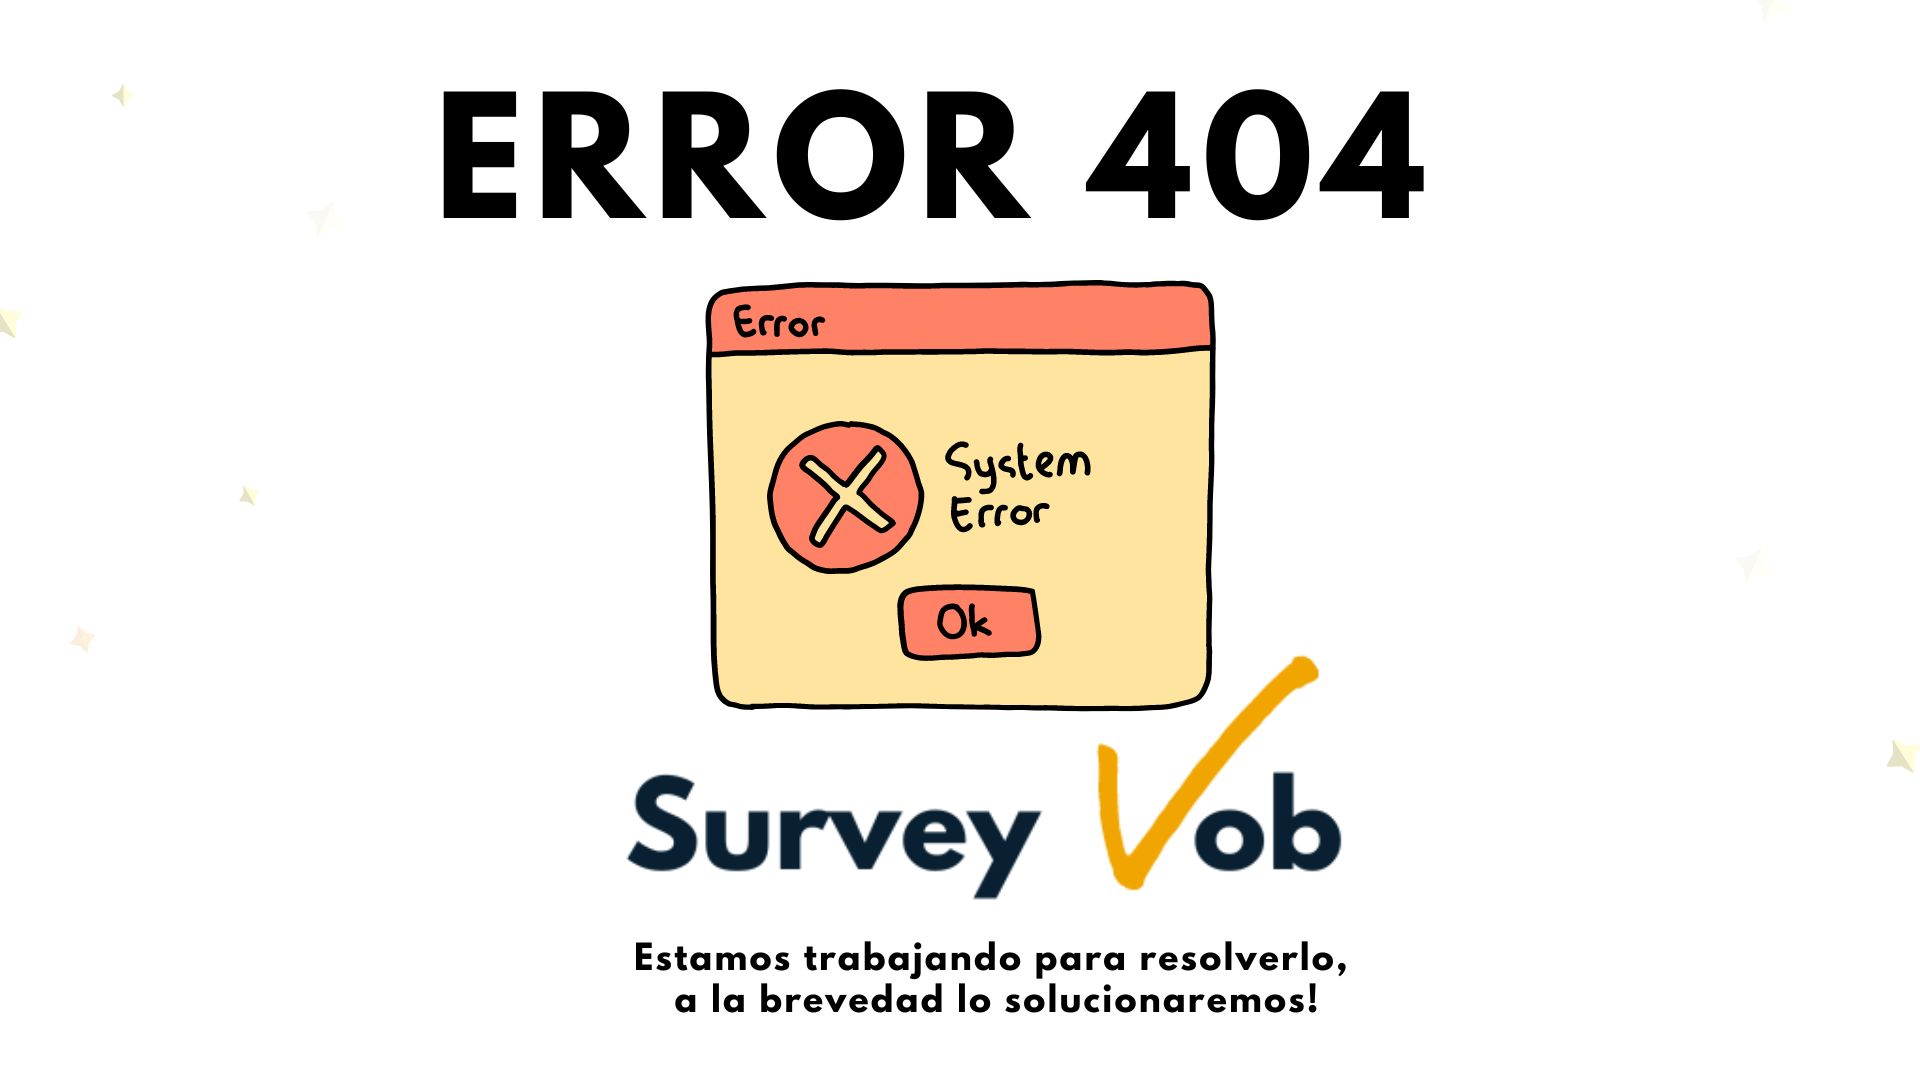 ERROR 404
Error
System
Error
Ok
Survey Vob
Estamos trabajando para resolverlo,
a la brevedad lo solucionaremos!